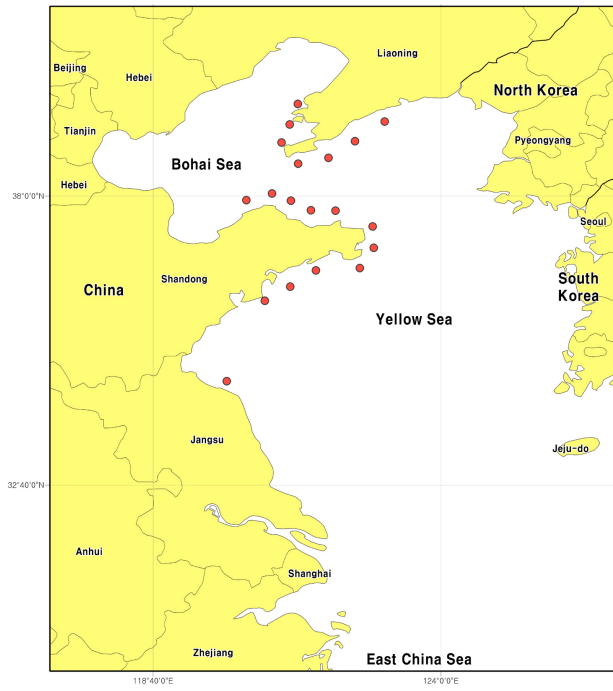 Liaoning
Beijing
Hebei
North Korea
Tianjin
Pyeongyang
Bohai Sea
Hebei
38°0'0"N
Seoul
Shandong
South
Korea
China
Yellow Sea
Jangsu
Jeju-do
32°40'0"N
Anhui
Shanghai
Zhejiang
East China Sea
118°40'0"E
124°0'0"E